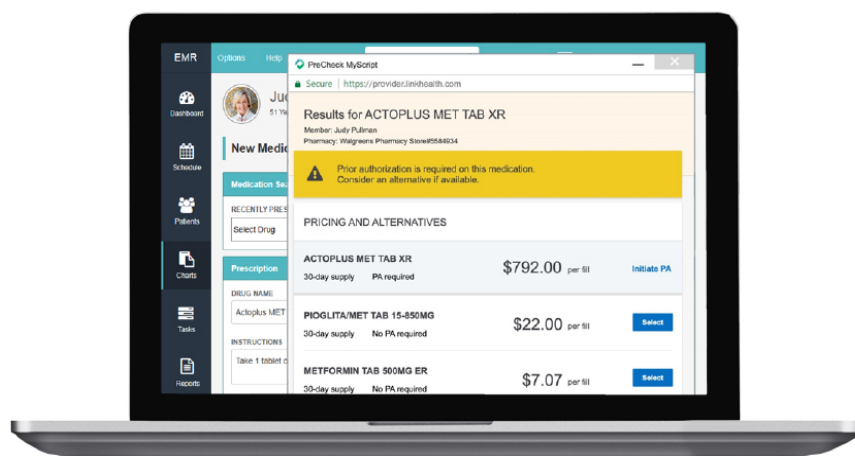 EMR
Options Help
Dashboard
Schedule
Patients
Charts
Tasks
Reports
51
New Medic
Medication
RECENTLY PRES
Select Drug
Prescription
DRUG NAME
Actoplus MET
INSTRUCTIONS
Take 1 tablet
PreCheck MyScript
Secure https://provider.linkhealth.com
Results for ACTOPLUS MET TAB XR
Member: Judy Pullman
Pharmacy: Walgreens Pharmacy Store#5584934
Prior authorization is required on this medication.
Consider an alternative if available.
PRICING AND ALTERNATIVES
ACTOPLUS MET TAB XR
30-day supply PA required
$792.00 per fill
Initiate PA
PIOGLITA/MET TAB 15-850MG
30-day supply No PA required
$22.00 per fill
Select
METFORMIN TAB 500MG ER
30-day supply No PA required
$7.07 per fill
Select